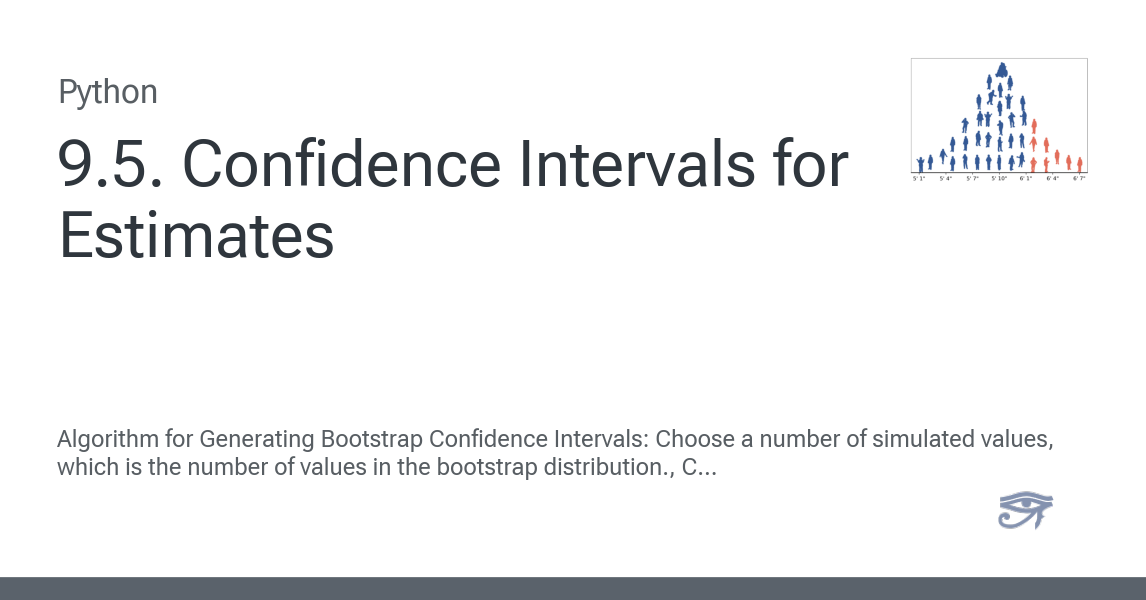 Python
9.5. Confidence Intervals for
Estimates
5' 1" 5' 4" 5' 7" 5' 10" 6' 1" 6' 4" 6' 7"
Algorithm for Generating Bootstrap Confidence Intervals: Choose a number of simulated values,
which is the number of values in the bootstrap distribution., C...